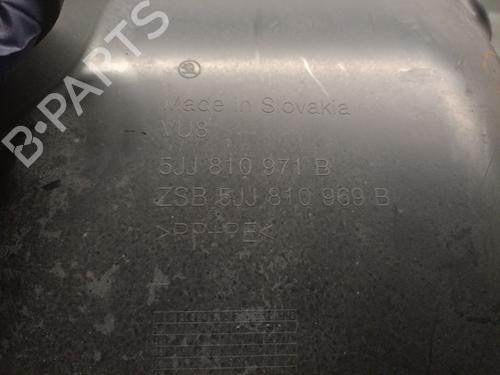 B-PARTS
Made in Slovakia
VU8
5JJ 810 971 B
ZSB 5JJ 810 969 B
>PP+PE<